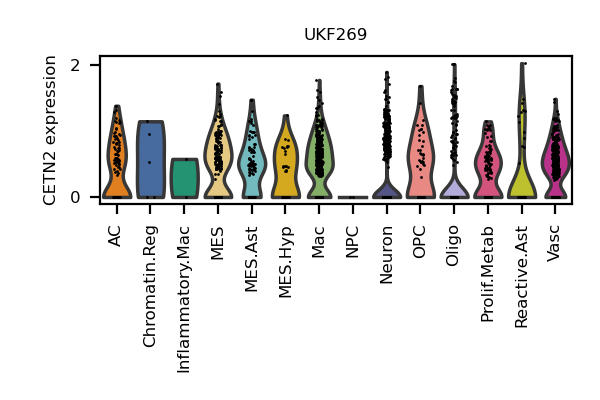 UKF269
CETN2 expression
2
0
AC
Chromatin.Reg
Inflammatory.Mac
MES
MES.Ast
MES.Hyp
Mac
NPC
Neuron
OPC
Oligo
Prolif.Metab
Reactive.Ast
Vasc